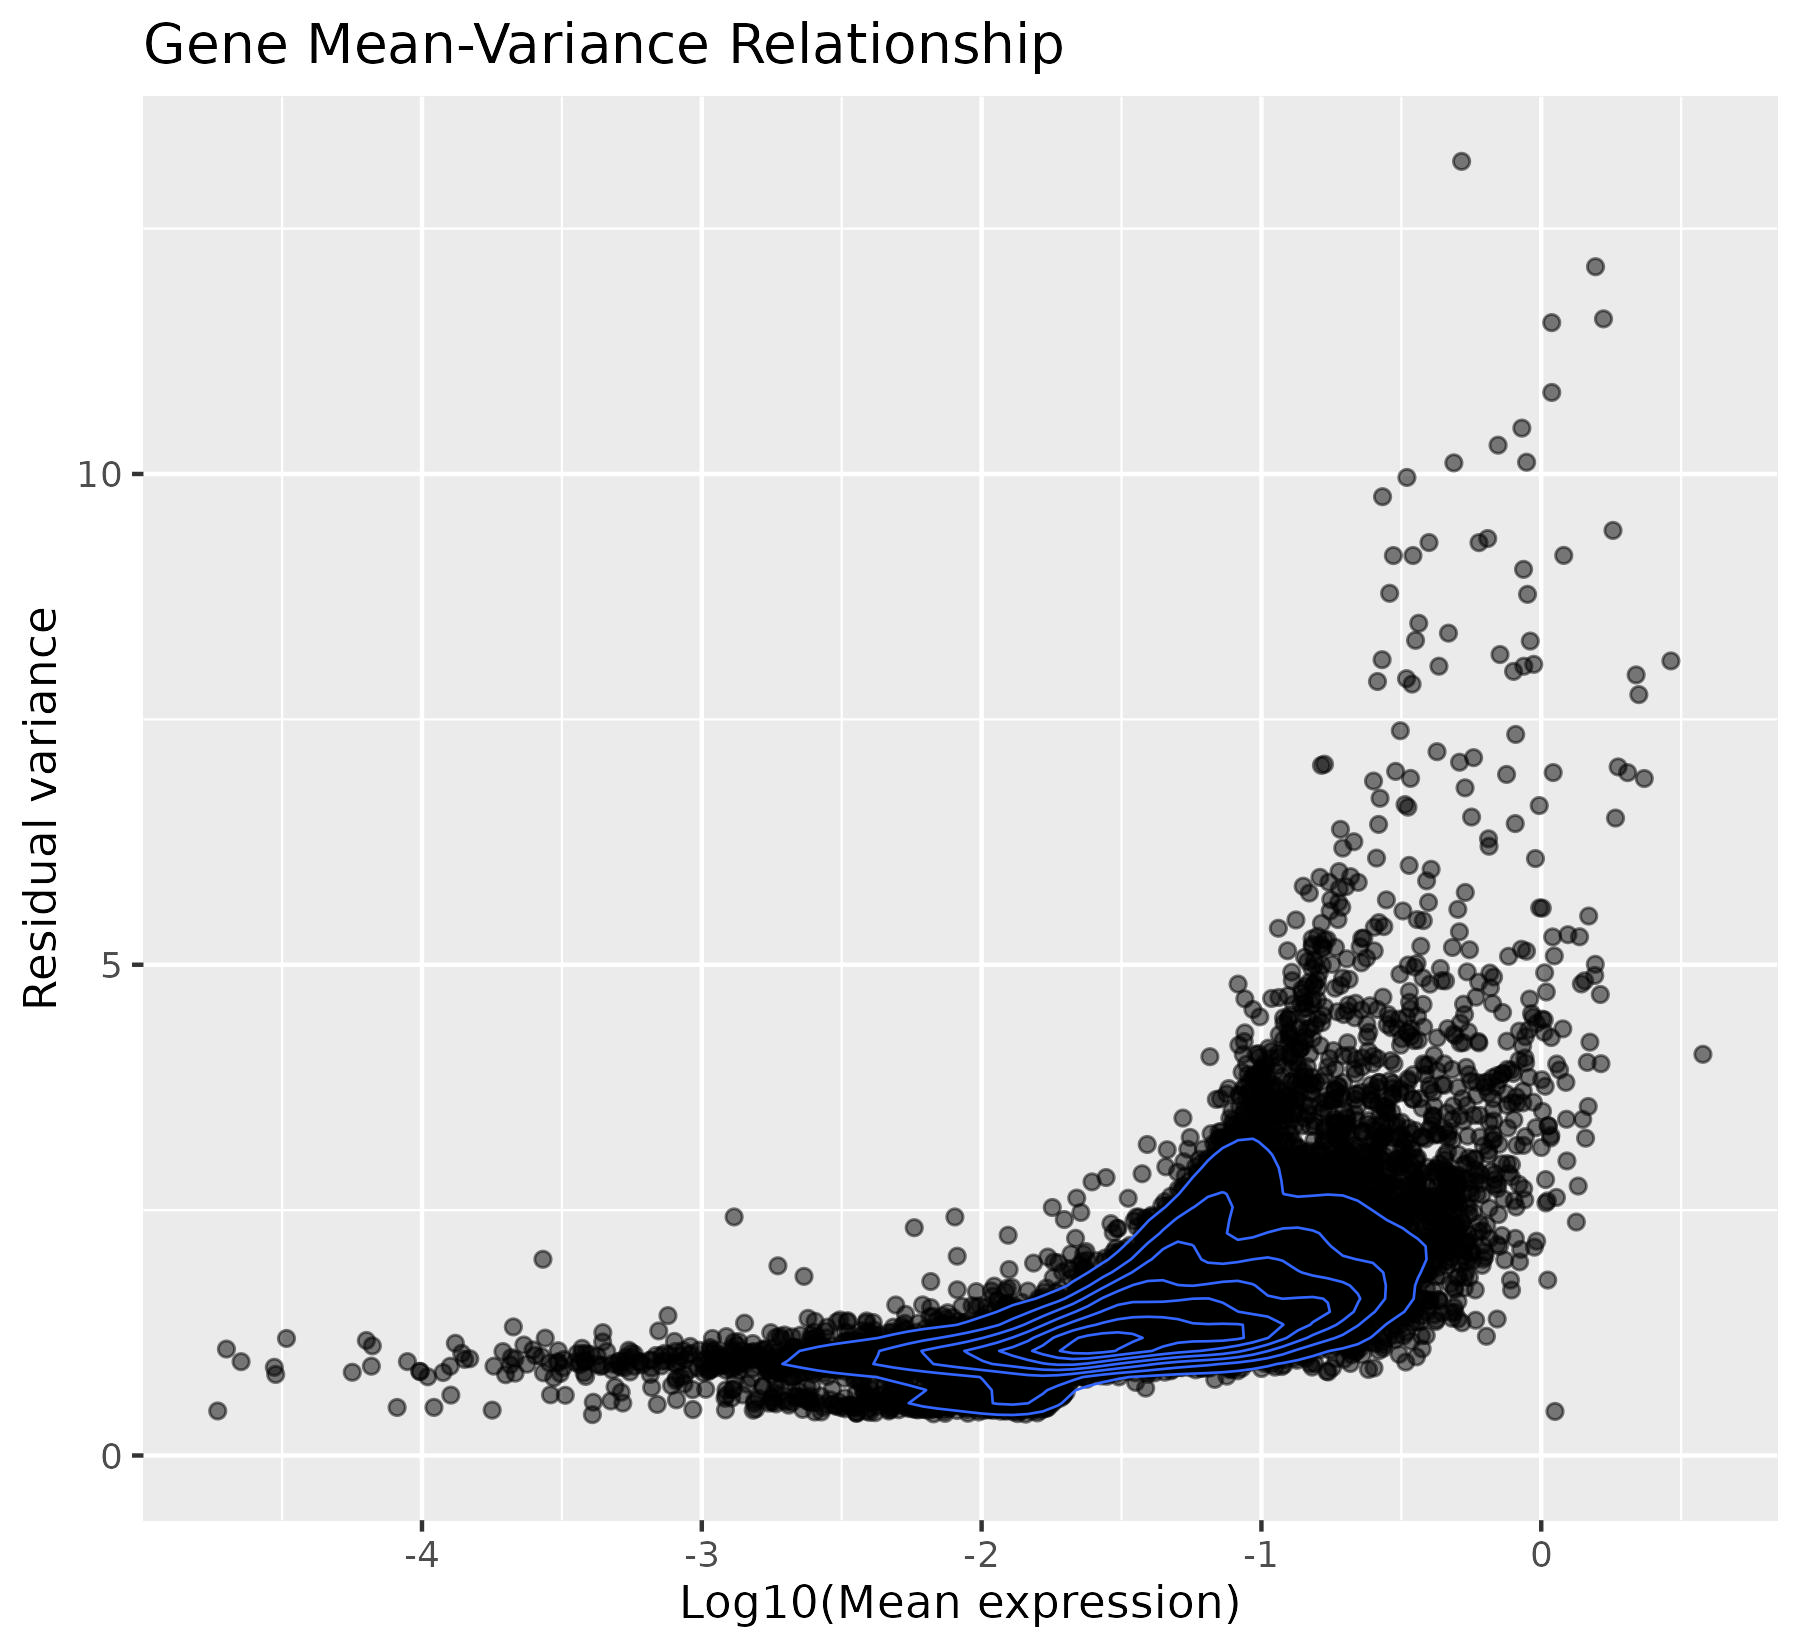 Gene Mean-Variance Relationship
Residual variance
10
5
0
-4 -3 -2 -1 0
Log10(Mean expression)